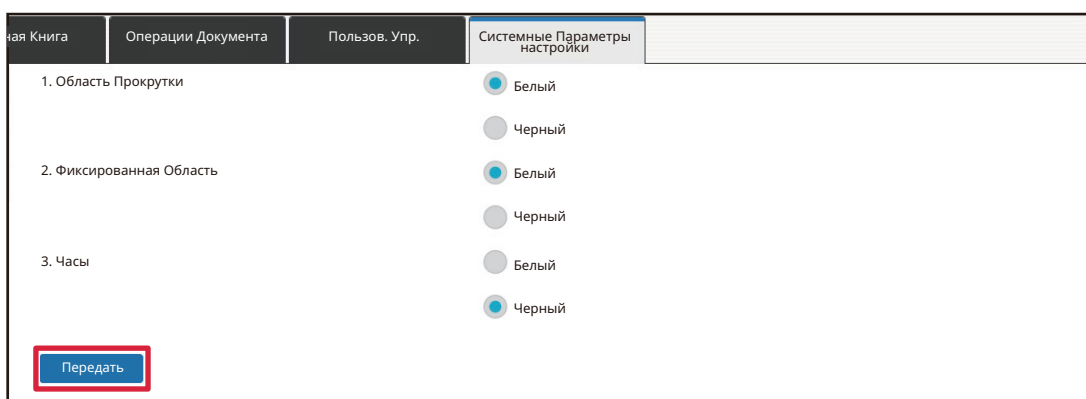 ная Книга
Операции Документа
Пользов. Упр.
Системные Параметры
настройки
1. Область Прокрутки
Белый
Черный
2. Фиксированная Область
Белый
Черный
3. Часы
Белый
Черный
Передать